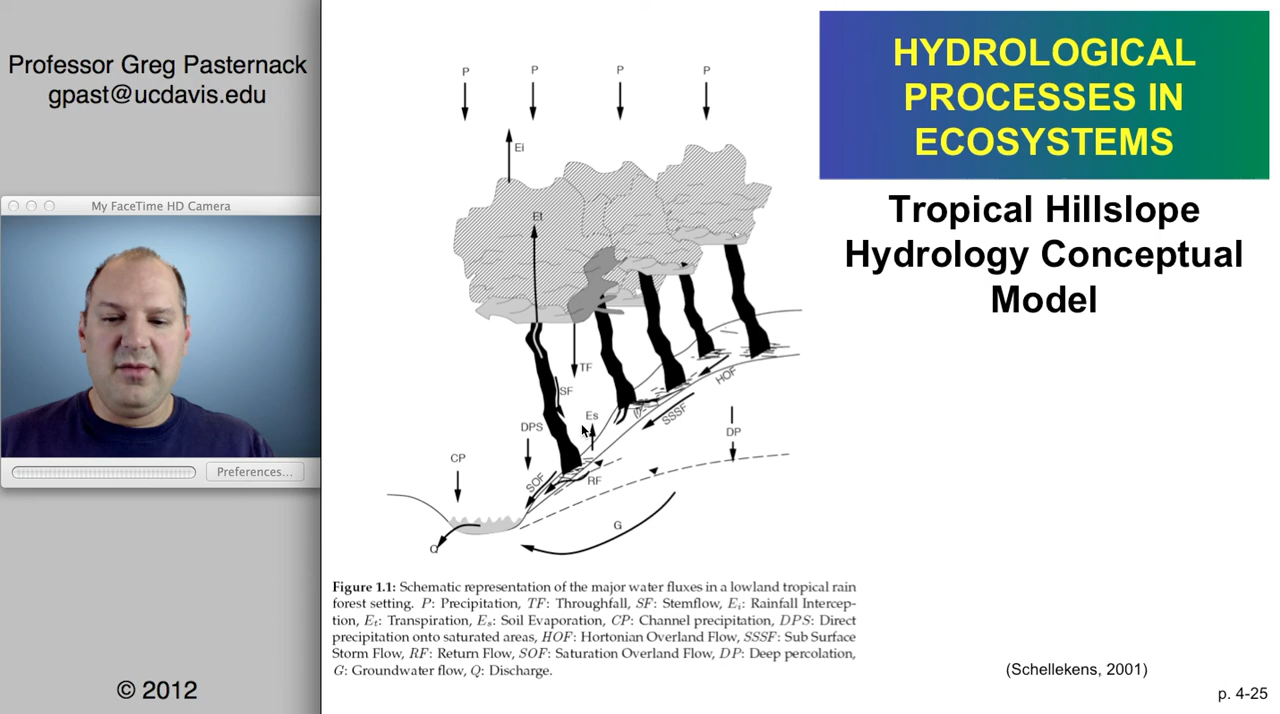 Professor Greg Pasternack
gpast@ucdavis.edu
My FaceTime HD Camera
Preferences...
© 2012
P
P
P
P
Ei
Et
TF
SF
Es
HOF
SSSF
DPS
DP
CP
SOF
RF
G
Q
Figure 1.1: Schematic representation of the major water fluxes in a lowland tropical rain
forest setting. P: Precipitation, TF: Throughfall, SF: Stemflow, Ei: Rainfall Intercep-
tion, Et: Transpiration, Es: Soil Evaporation, CP: Channel precipitation, DPS: Direct
precipitation onto saturated areas, HOF: Hortonian Overland Flow, SSSF: Sub Surface
Storm Flow, RF: Return Flow, SOF: Saturation Overland Flow, DP: Deep percolation,
G: Groundwater flow, Q: Discharge.
HYDROLOGICAL
PROCESSES IN
ECOSYSTEMS
Tropical Hillslope
Hydrology Conceptual
Model
(Schellekens, 2001)
p. 4-25